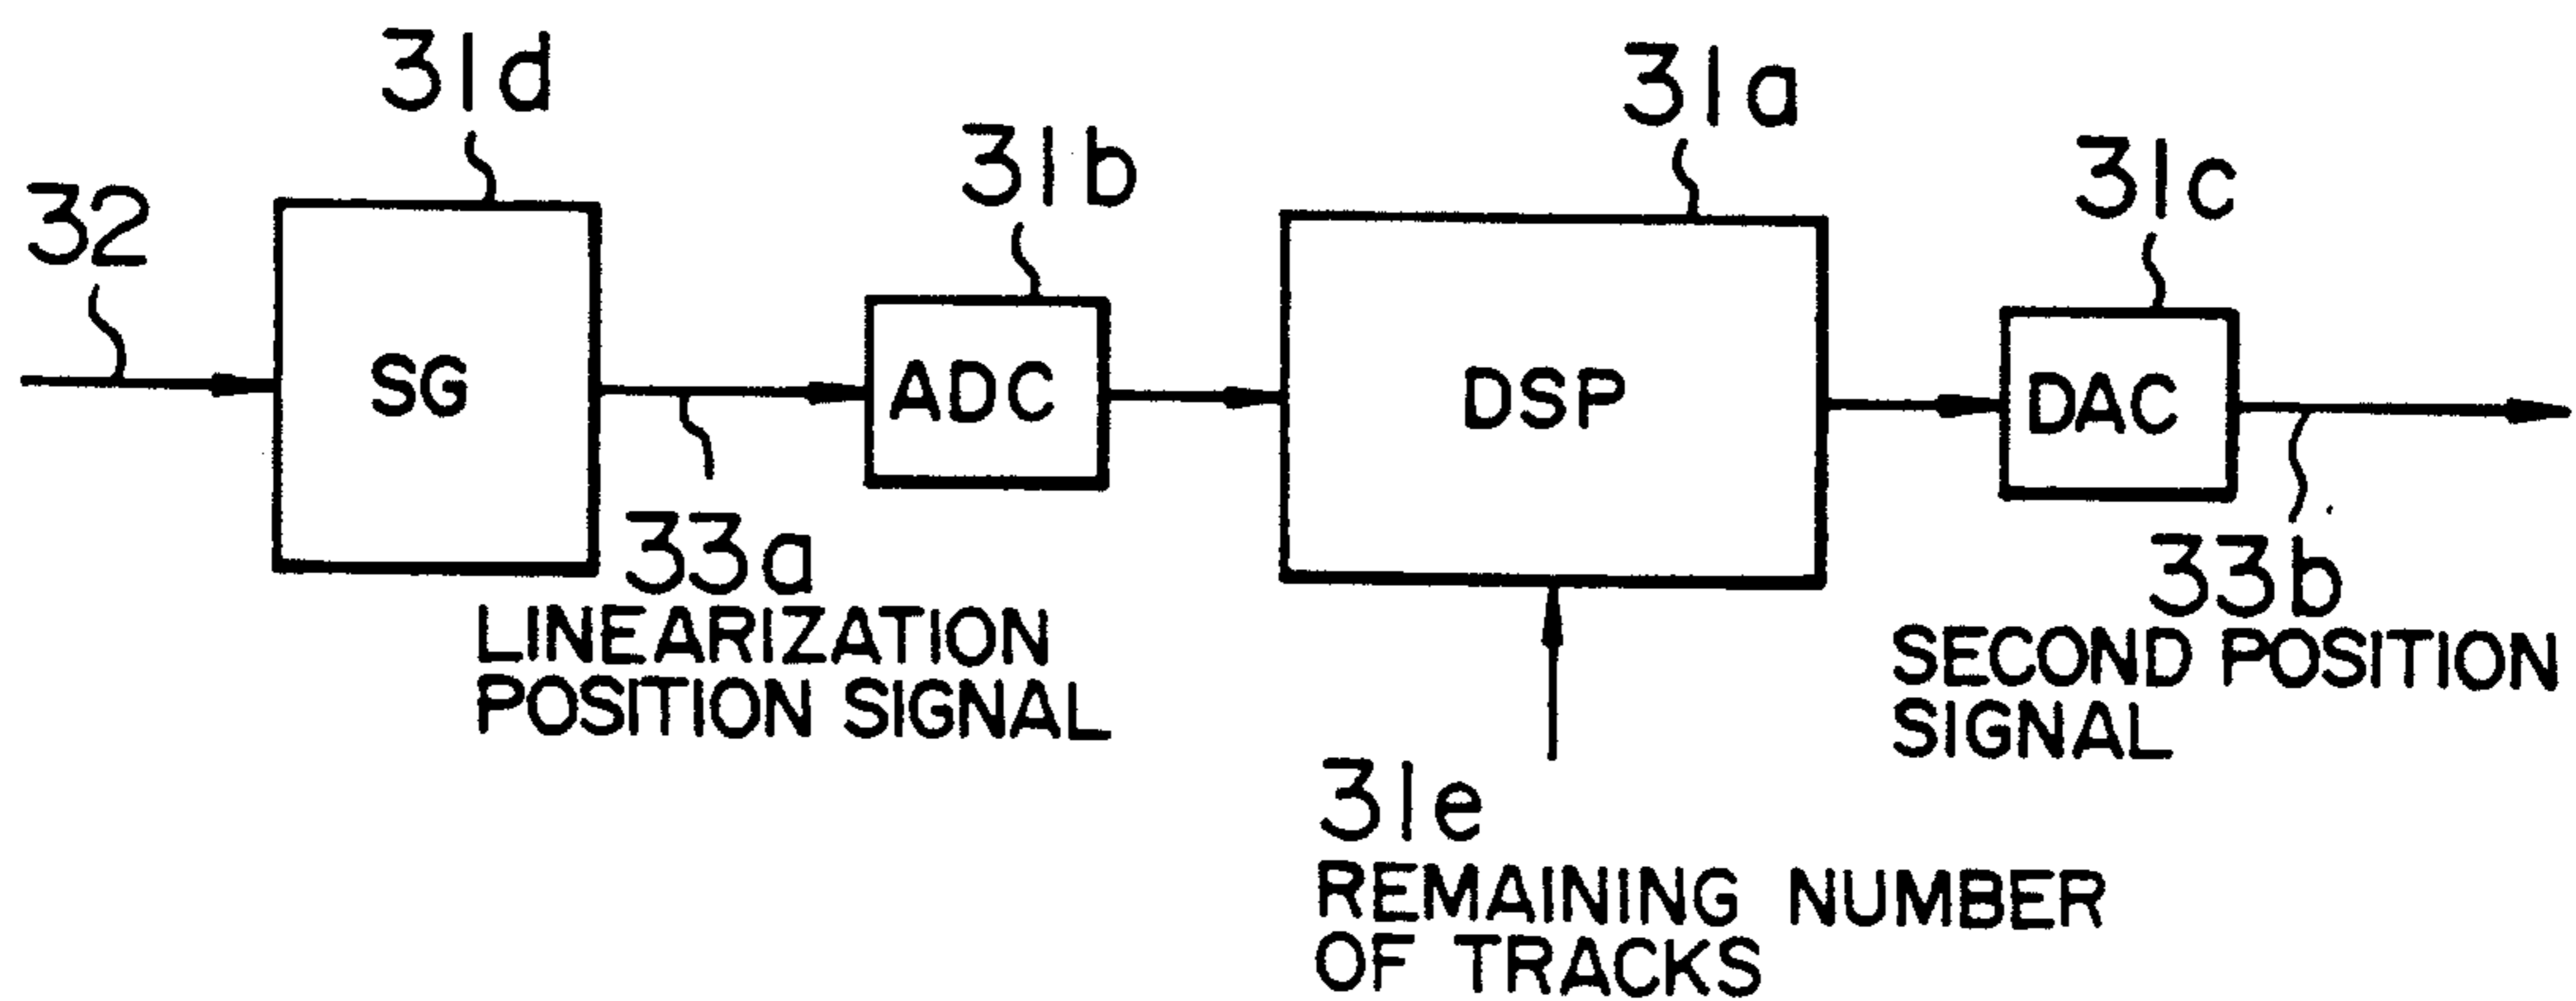 31d
31a
31b
31c
32
SG
ADC
DSP
DAC
33a
LINEARIZATION
POSITION SIGNAL
33b
SECOND POSITION
SIGNAL
31e
REMAINING NUMBER
OF TRACKS